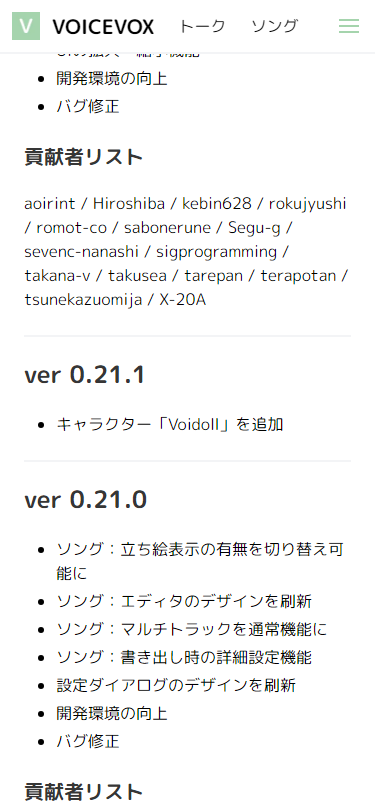 VOICEVOX トーク ソング
開発環境の向上
バグ修正
貢献者リスト
aoirint / Hiroshiba / kebin628 / rokujyushi
/ romot-co / sabonerune / Segu-g /
sevenc-nanashi / sigprogramming /
takana-v / takusea / tarepan / terapotan /
tsunekazuomija / X-20A
ver 0.21.1
キャラクター「Voidoll」を追加
ver 0.21.0
ソング：立ち絵表示の有無を切り替え可
能に
ソング：エディタのデザインを刷新
ソング：マルチトラックを通常機能に
ソング：書き出し時の詳細設定機能
設定ダイアログのデザインを刷新
開発環境の向上
バグ修正
貢献者リスト